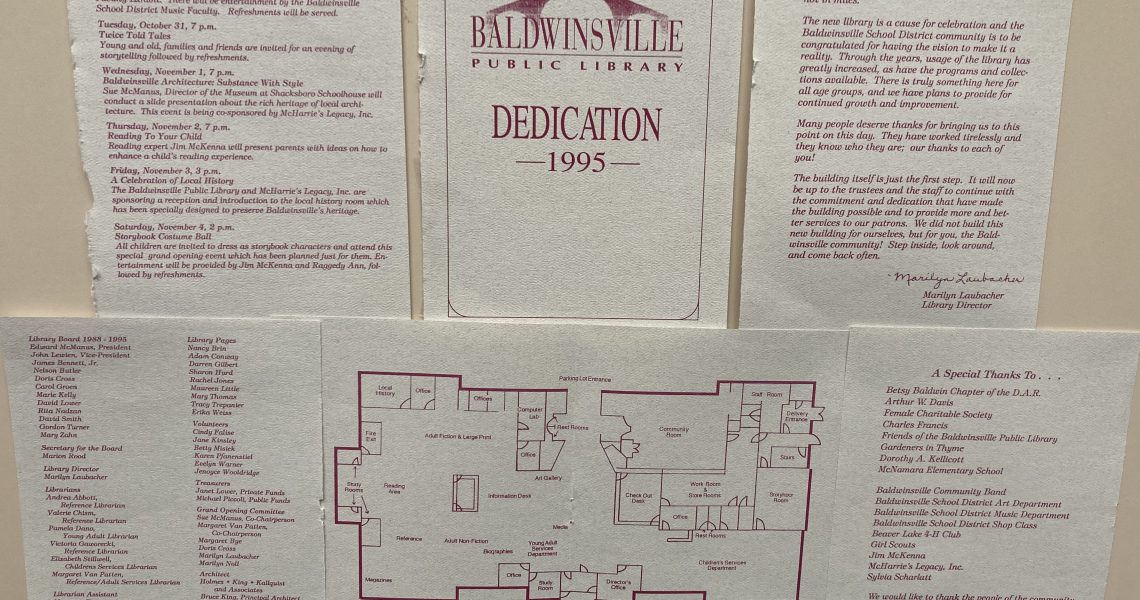 School District Music Faculty. Refreshments will be served.
Tuesday, October 31, 7 p.m.
Twice Told Tales
Young and old, families and friends are invited for an evening of
storytelling followed by refreshments.
Wednesday, November 1, 7 p.m.
Baldwinsville Architecture: Substance With Style
Sue McManus, Director of the Museum at Shacksboro Schoolhouse will
conduct a slide presentation about the rich heritage of local archi-
tecture. This event is being co-sponsored by McHarrie's Legacy, Inc.
Thursday, November 2, 7 p.m.
Reading To Your Child
Reading expert Jim McKenna will present parents with ideas on how to
enhance a child's reading experience.
Friday, November 3, 3 p.m.
A Celebration of Local History
The Baldwinsville Public Library and McHarrie's Legacy, Inc. are
sponsoring a reception and introduction to the local history room which
has been specially designed to preserve Baldwinsville's heritage.
Saturday, November 4, 2 p.m.
Storybook Costume Ball
All children are invited to dress as storybook characters and attend this
special grand opening event which has been planned just for them. En-
tertainment will be provided by Jim McKenna and Raggedy Ann, fol-
lowed by refreshments.
BALDWINSVILLE
PUBLIC LIBRARY
DEDICATION
—1995—
not in miles.
The new library is a cause for celebration and the
Baldwinsville School District community is to be
congratulated for having the vision to make it a
reality. Through the years, usage of the library has
greatly increased, as have the programs and collec-
tions available. There is truly something here for
all age groups, and we have plans to provide for
continued growth and improvement.
Many people deserve thanks for bringing us to this
point on this day. They have worked tirelessly and
they know who they are; our thanks to each of
you!
The building itself is just the first step. It will now
be up to the trustees and the staff to continue with
the commitment and dedication that have made
the building possible and to provide more and bet-
ter services to our patrons. We did not build this
new building for ourselves, but for you, the Bald-
winsville community! Step inside, look around,
and come back often.
Marilyn Laubacher
Marilyn Laubacher
Library Director
Library Board 1988 - 1995
Edward McManus, President
John Lewien, Vice-President
James Bennett, Jr.
Nelson Butler
Doris Cross
Carol Groen
Marie Kelly
David Lower
Rita Nadzan
David Smith
Gordon Turner
Mary Zahn
Secretary for the Board
Marion Rood
Library Director
Marilyn Laubacher
Librarians
Andrea Abbott,
Reference Librarian
Valerie Chism,
Reference Librarian
Pamela Dano,
Young Adult Librarian
Victoria
Reference Librarian
Elizabeth Stillwell,
Childrens Services Librarian
Margaret Van Patten,
Reference/Adult Services Librarian
Librarian Assistant
Library Pages
Nancy Brin
Adam Conway
Darren Gilbert
Sharon Hurd
Rachel Jones
Maureen Little
Mary Thomas
Tracy Trepanier
Erika Weiss
Volunteers
Cindy Falise
Jane Kinsley
Betty Misiek
Karen Pfinnenstiel
Evelyn Warner
Jenoyce Wooldridge
Treasurers
Janet Lower, Private Funds
Michael Piccoli, Public Funds
Grand Opening Committee
Sue McManus, Co-Chairperson
Margaret Van Patten,
Co-Chairperson
Margaret Bye
Doris Cross
Marilyn Laubacher
Marilyn Noll
Architect
Holmes • King • Kallquist
and Associates
Bruce King, Principal Architect
Parking Lot Entrance
Local
History
Office
Offices
Computer
Lab
Rest Rooms
Office
Fire
Exit
Adult Fiction & Large Print
Community
Room
Staff Room
Delivery
Entrance
Stairs
Study
Rooms
Reading
Area
Art Gallery
Information Desk
Check Out
Desk
Work Room
&
Store Rooms
Storyhour
Room
Office
Rest Rooms
Media
Reference
Adult Non-Fiction
Biographies
Young Adult
Services
Department
Children's Services
Department
Magazines
Office
Study
Room
Director's
Office
A Special Thanks To . . .
Betsy Baldwin Chapter of the D.A.R.
Arthur W. Davis
Female Charitable Society
Charles Francis
Friends of the Baldwinsville Public Library
Gardeners in Thyme
Dorothy A. Kellicott
McNamara Elementary School
Baldwinsville Community Band
Baldwinsville School District Art Department
Baldwinsville School District Music Department
Baldwinsville School District Shop Class
Beaver Lake 4-H Club
Girl Scouts
Jim McKenna
McHarrie's Legacy, Inc.
Sylvia Scharlatt
We would like to thank the people of the community